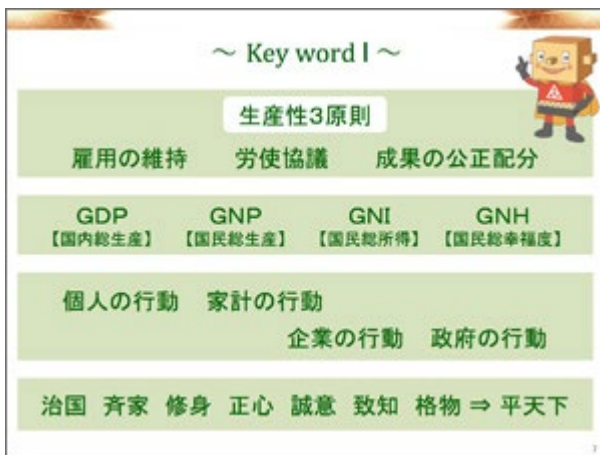 ～ Key word Ⅰ ～
生産性3原則
雇用の維持 労使協議 成果の公正配分
GDP GNP GNI GNH
【国内総生産】 【国民総生産】 【国民総所得】 【国民総幸福度】
個人の行動 家計の行動
企業の行動 政府の行動
治国 斉家 修身 正心 誠意 致知 格物 ⇒ 平天下